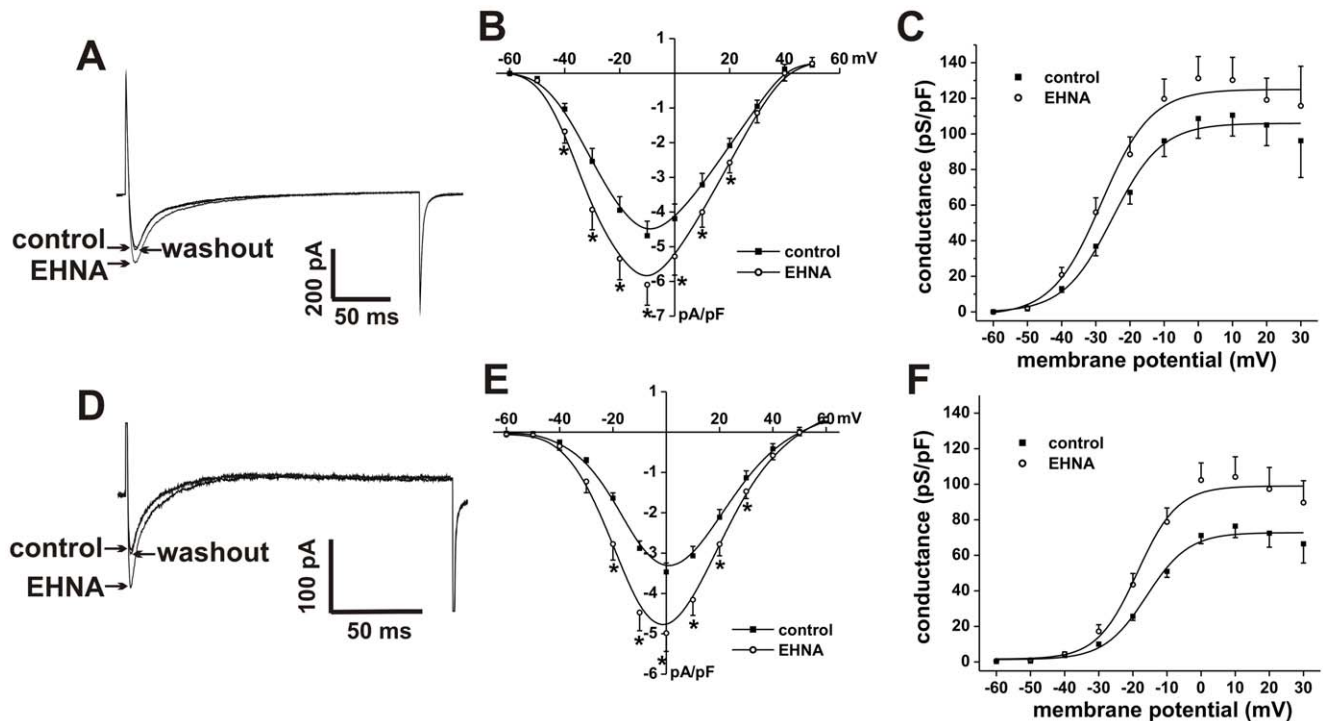 A
control
washout
EHNA
200 pA
50 ms
B
1
-60 -40 -20 20 60 mV
-1
-2
-3
-4
-5
-6
-7
pA/pF
control
EHNA
* * * * * * *
C
control
EHNA
conductance (pS/pF)
140
120
100
80
60
40
20
0
-60 -50 -40 -30 -20 -10 0 10 20 30
membrane potential (mV)
D
control
washout
EHNA
100 pA
50 ms
E
1
-60 -40 -20 20 40 60 mV
-1
-2
-3
-4
-5
-6
pA/pF
control
EHNA
* * * * * *
F
control
EHNA
conductance (pS/pF)
140
120
100
80
60
40
20
0
-60 -50 -40 -30 -20 -10 0 10 20 30
membrane potential (mV)